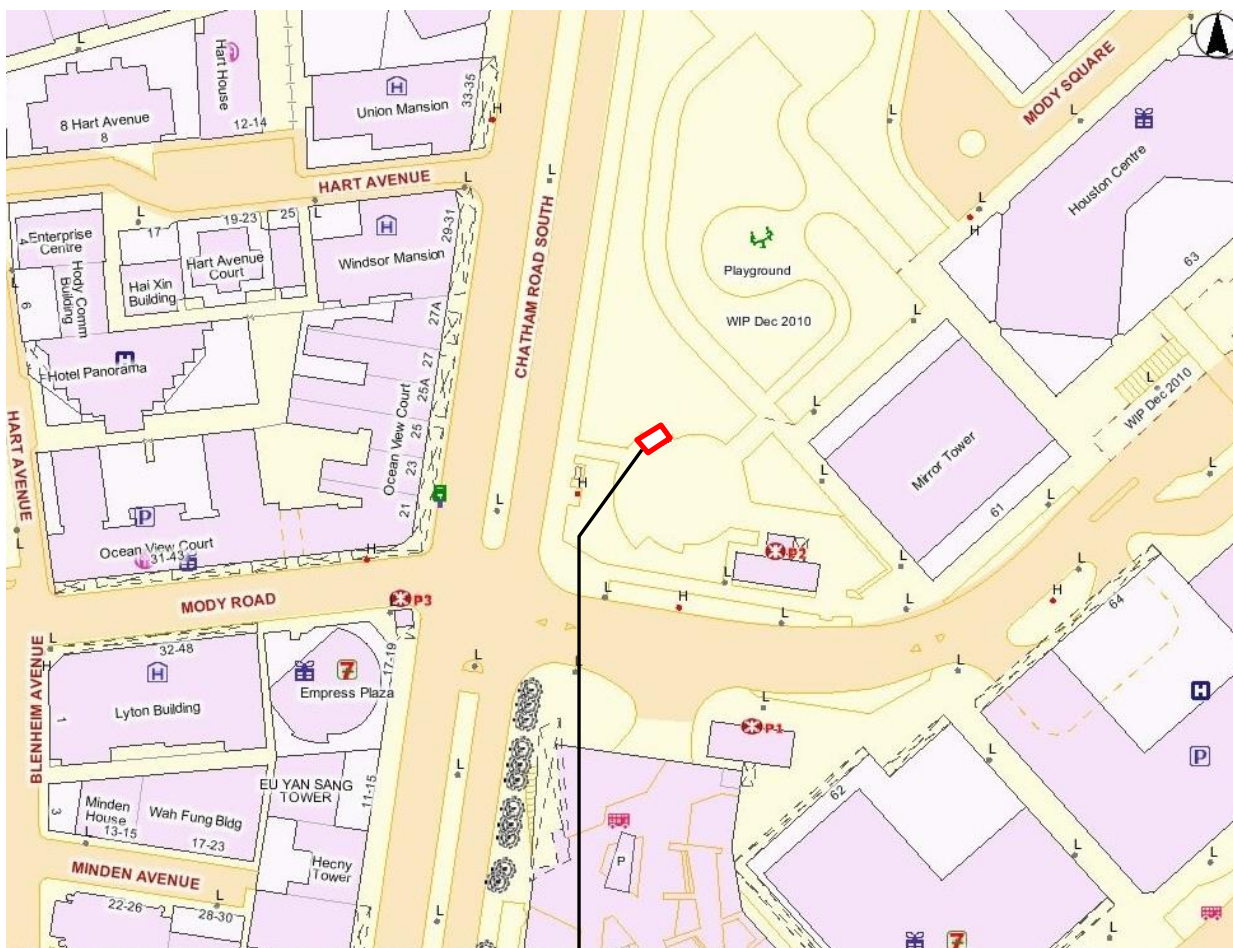 Hart House
12-14
8 Hart Avenue
8
Union Mansion
33-35
H
HART AVENUE
CHATHAM ROAD SOUTH
MODY SQUARE
Houston Centre
63
Enterprise
Centre
4
6
Hody Comm
Building
17
Hai Xin
Building
19-23
25
Hart Avenue
Court
Windsor Mansion
29-31
27A
27
25A
25
23
21
Ocean View Court
Hotel Panorama
HART AVENUE
Playground
WIP Dec 2010
WIP Dec 2010
Mirror Tower
61
P
Ocean View Court
31-43
H
MODY ROAD
P3
P2
H
H
H
64
BLENHEIM AVENUE
32-48
Lyton Building
1
7
Empress Plaza
17-19
P1
H
P
EU YAN SANG
TOWER
11-15
3
Minden
House
13-15
Wah Fung Bldg
17-23
Hecny
Tower
62
P
MINDEN AVENUE
22-26
28-30
7
L
L
L
L
L
L